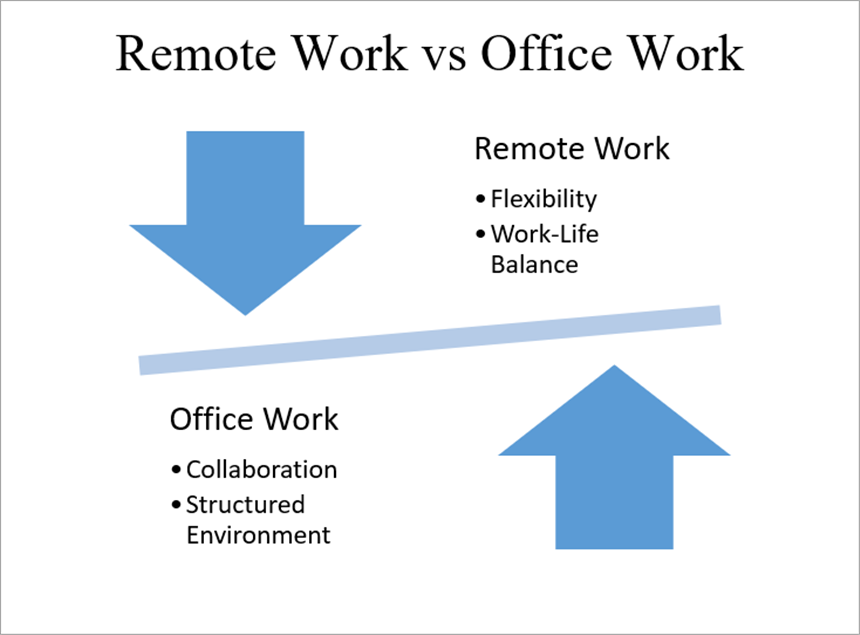 Remote Work vs Office Work
Remote Work
• Flexibility
• Work-Life
Balance
Office Work
• Collaboration
• Structured
Environment